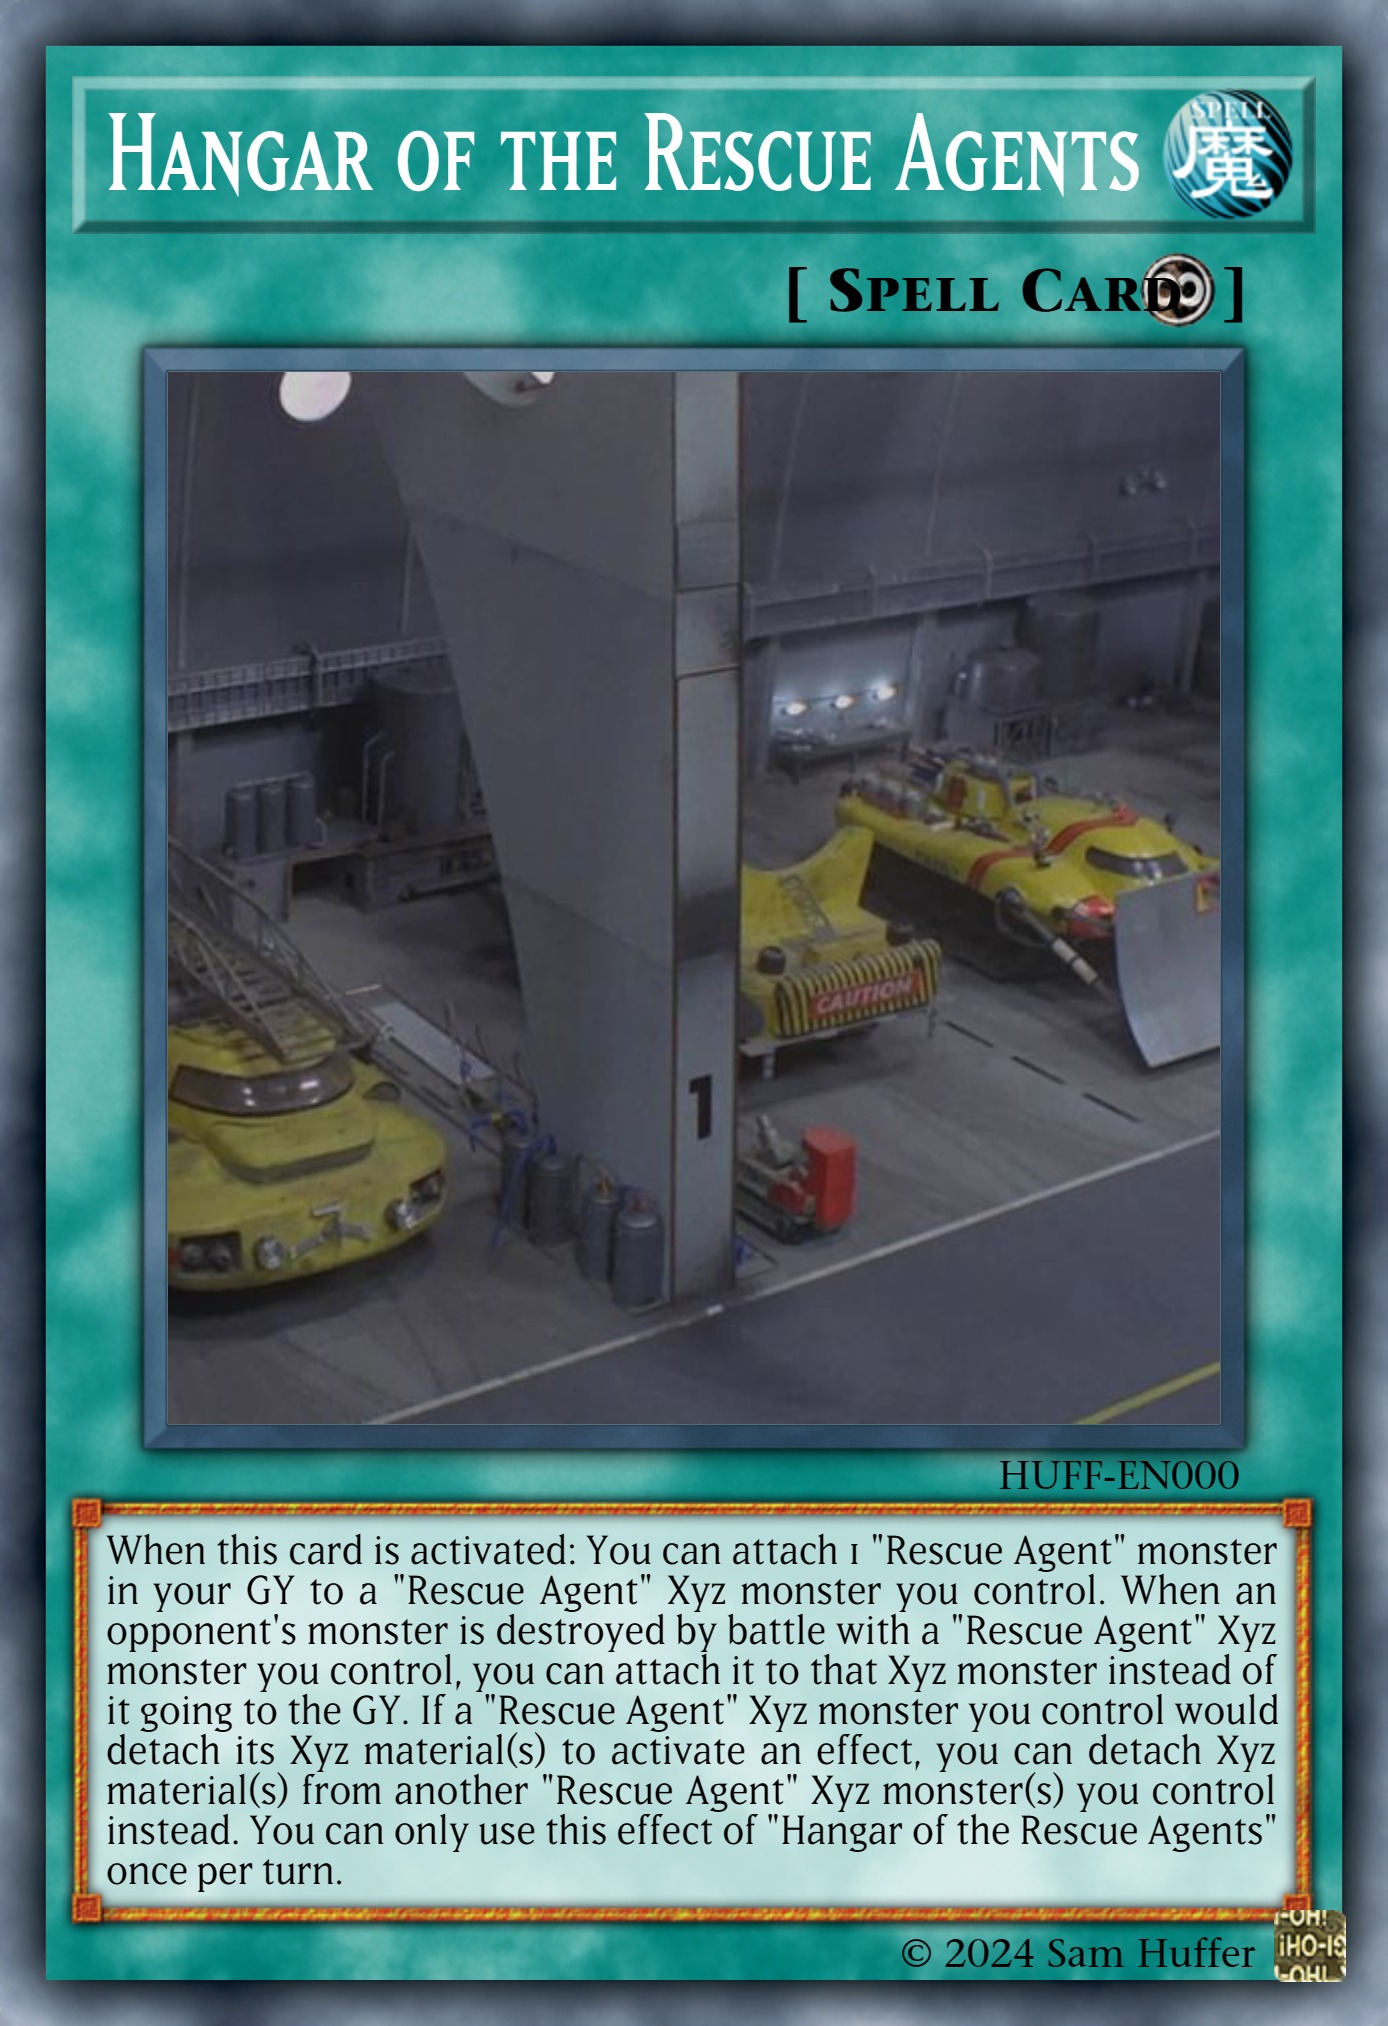 Hangar of the Rescue Agents
SPELL
魔
[ Spell Card ]
CAUTION
1
HUFF-EN000
When this card is activated: You can attach 1 "Rescue Agent" monster
in your GY to a "Rescue Agent" Xyz monster you control. When an
opponent's monster is destroyed by battle with a "Rescue Agent" Xyz
monster you control, you can attach it to that Xyz monster instead of
it going to the GY. If a "Rescue Agent" Xyz monster you control would
detach its Xyz material(s) to activate an effect, you can detach Xyz
material(s) from another "Rescue Agent" Xyz monster(s) you control
instead. You can only use this effect of "Hangar of the Rescue Agents"
once per turn.
© 2024 Sam Huffer